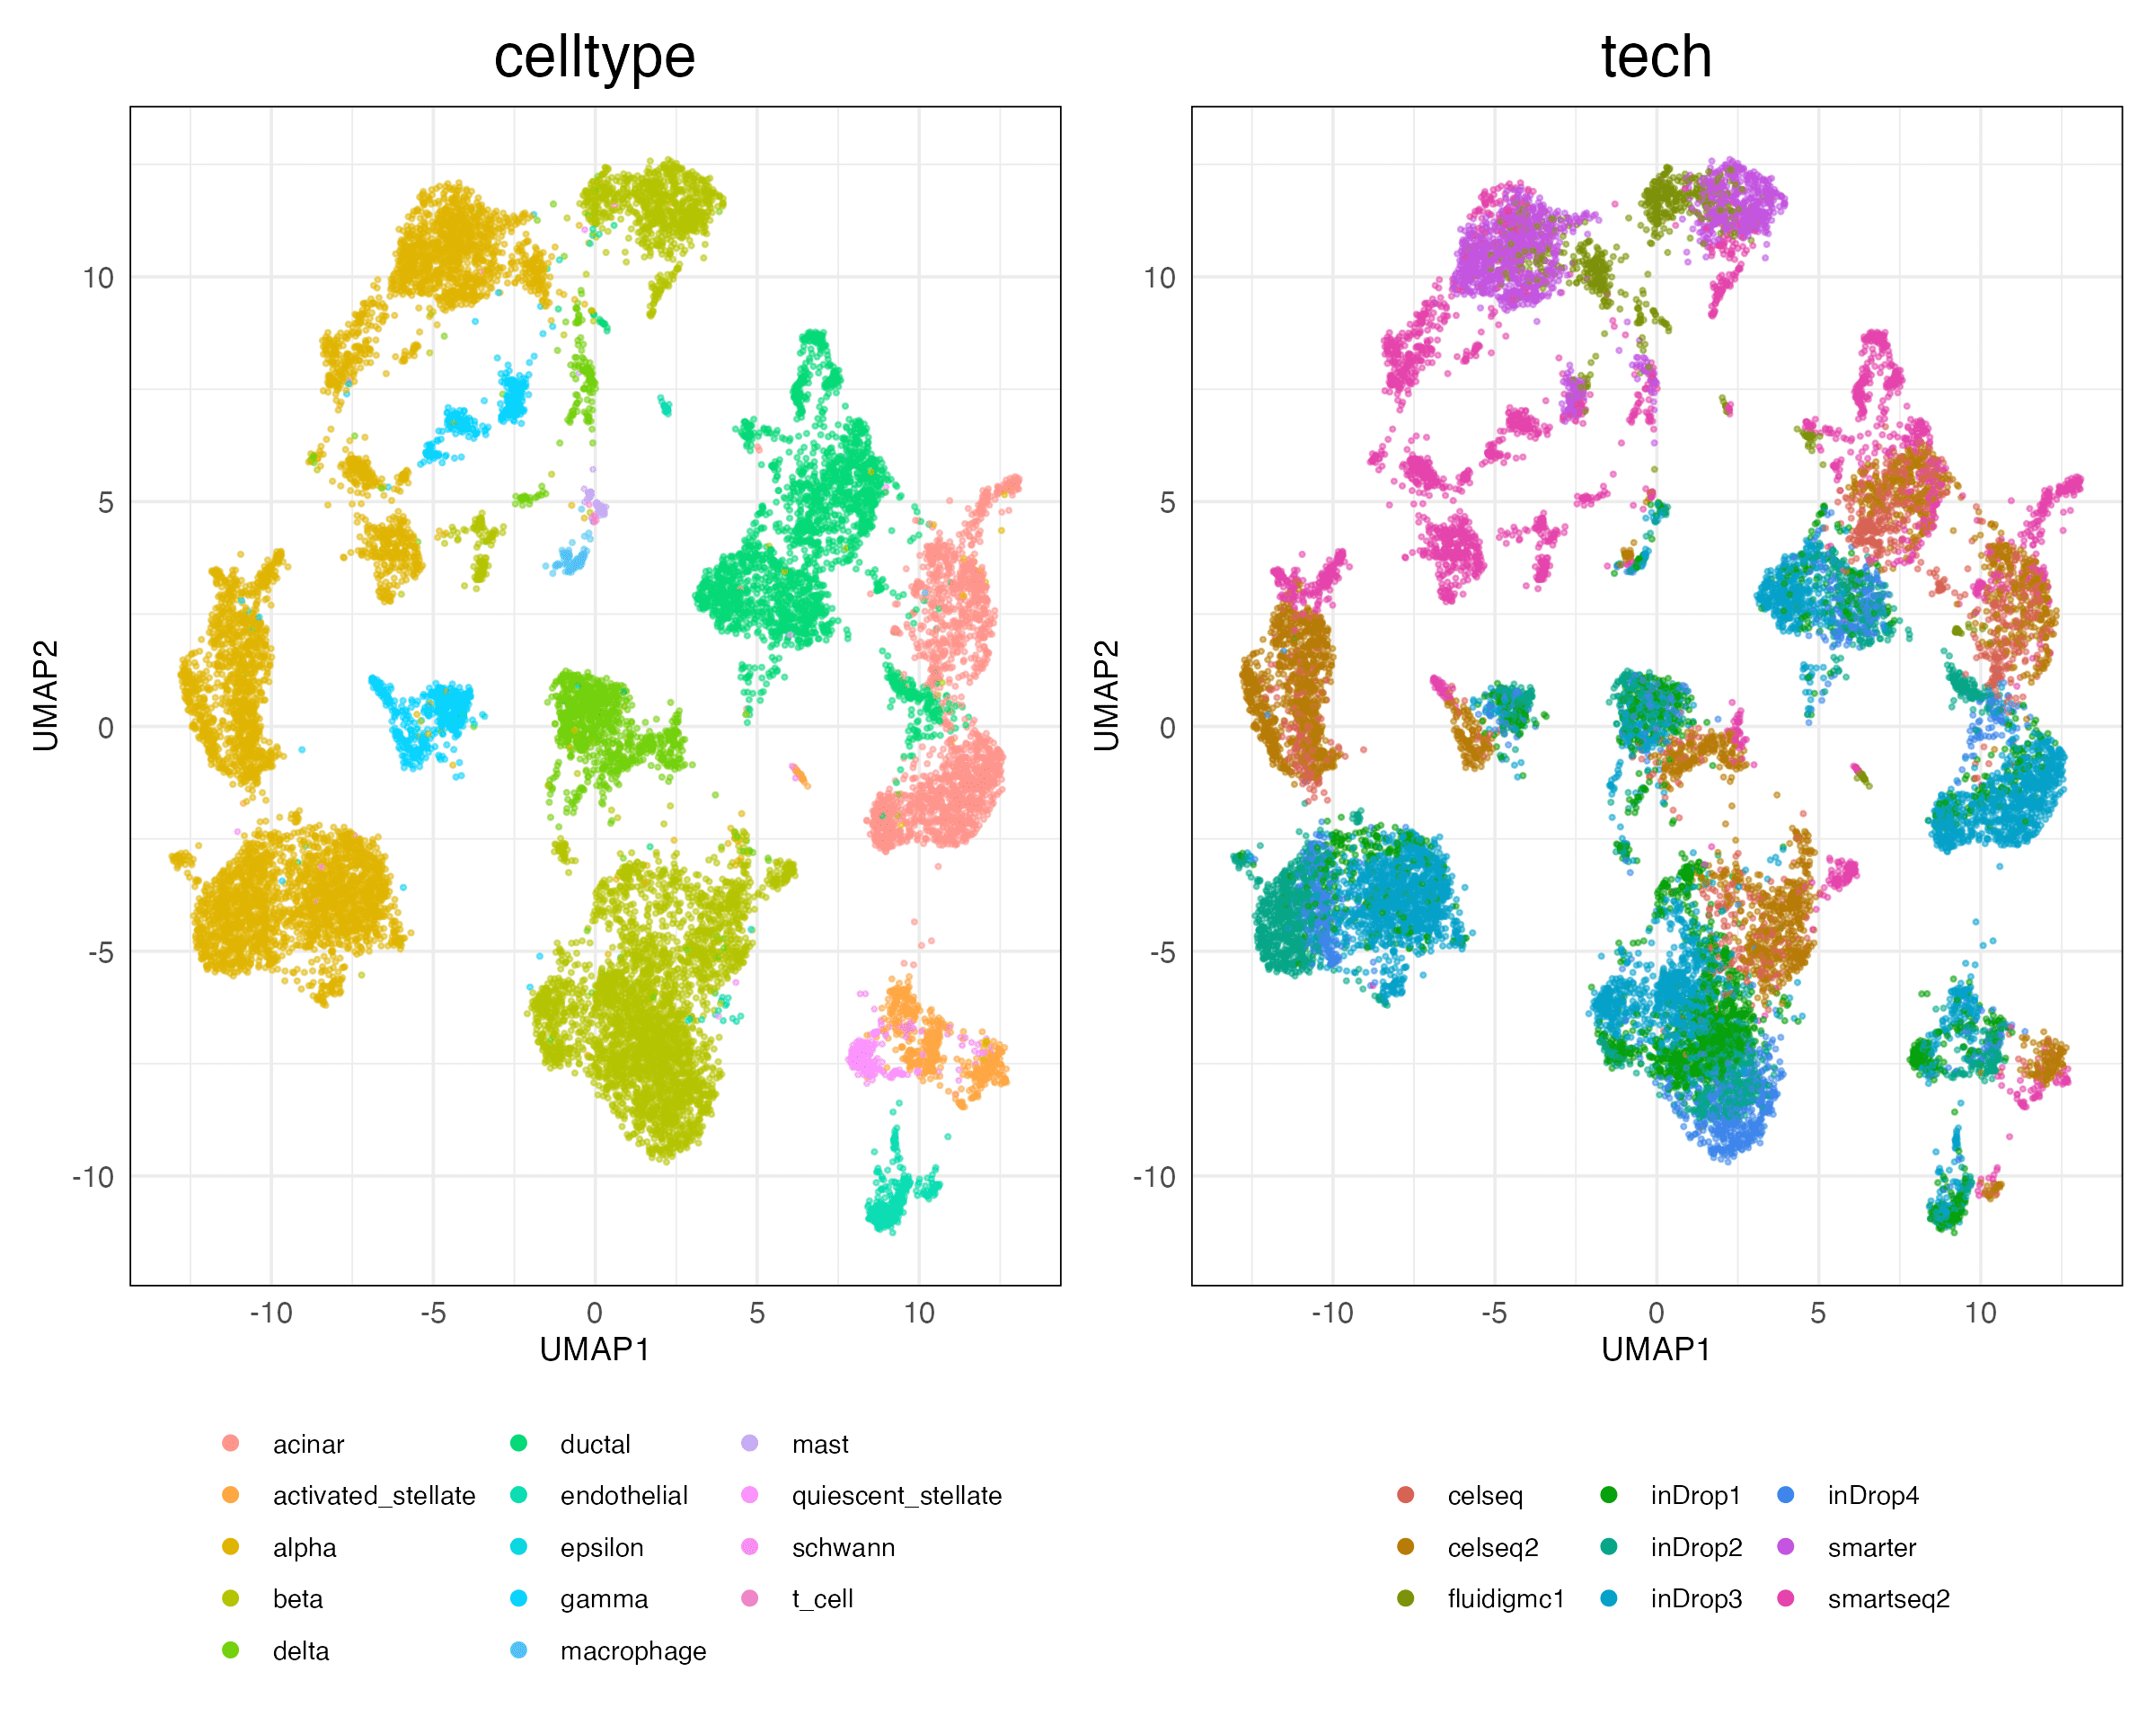 celltype
10
5
0
-5
-10
UMAP2
-10 -5 0 5 10
UMAP1
acinar
activated_stellate
alpha
beta
delta
ductal
endothelial
epsilon
gamma
macrophage
mast
quiescent_stellate
schwann
t_cell
tech
10
5
0
-5
-10
UMAP2
-10 -5 0 5 10
UMAP1
celseq
celseq2
fluidigmc1
inDrop1
inDrop2
inDrop3
inDrop4
smarter
smartseq2